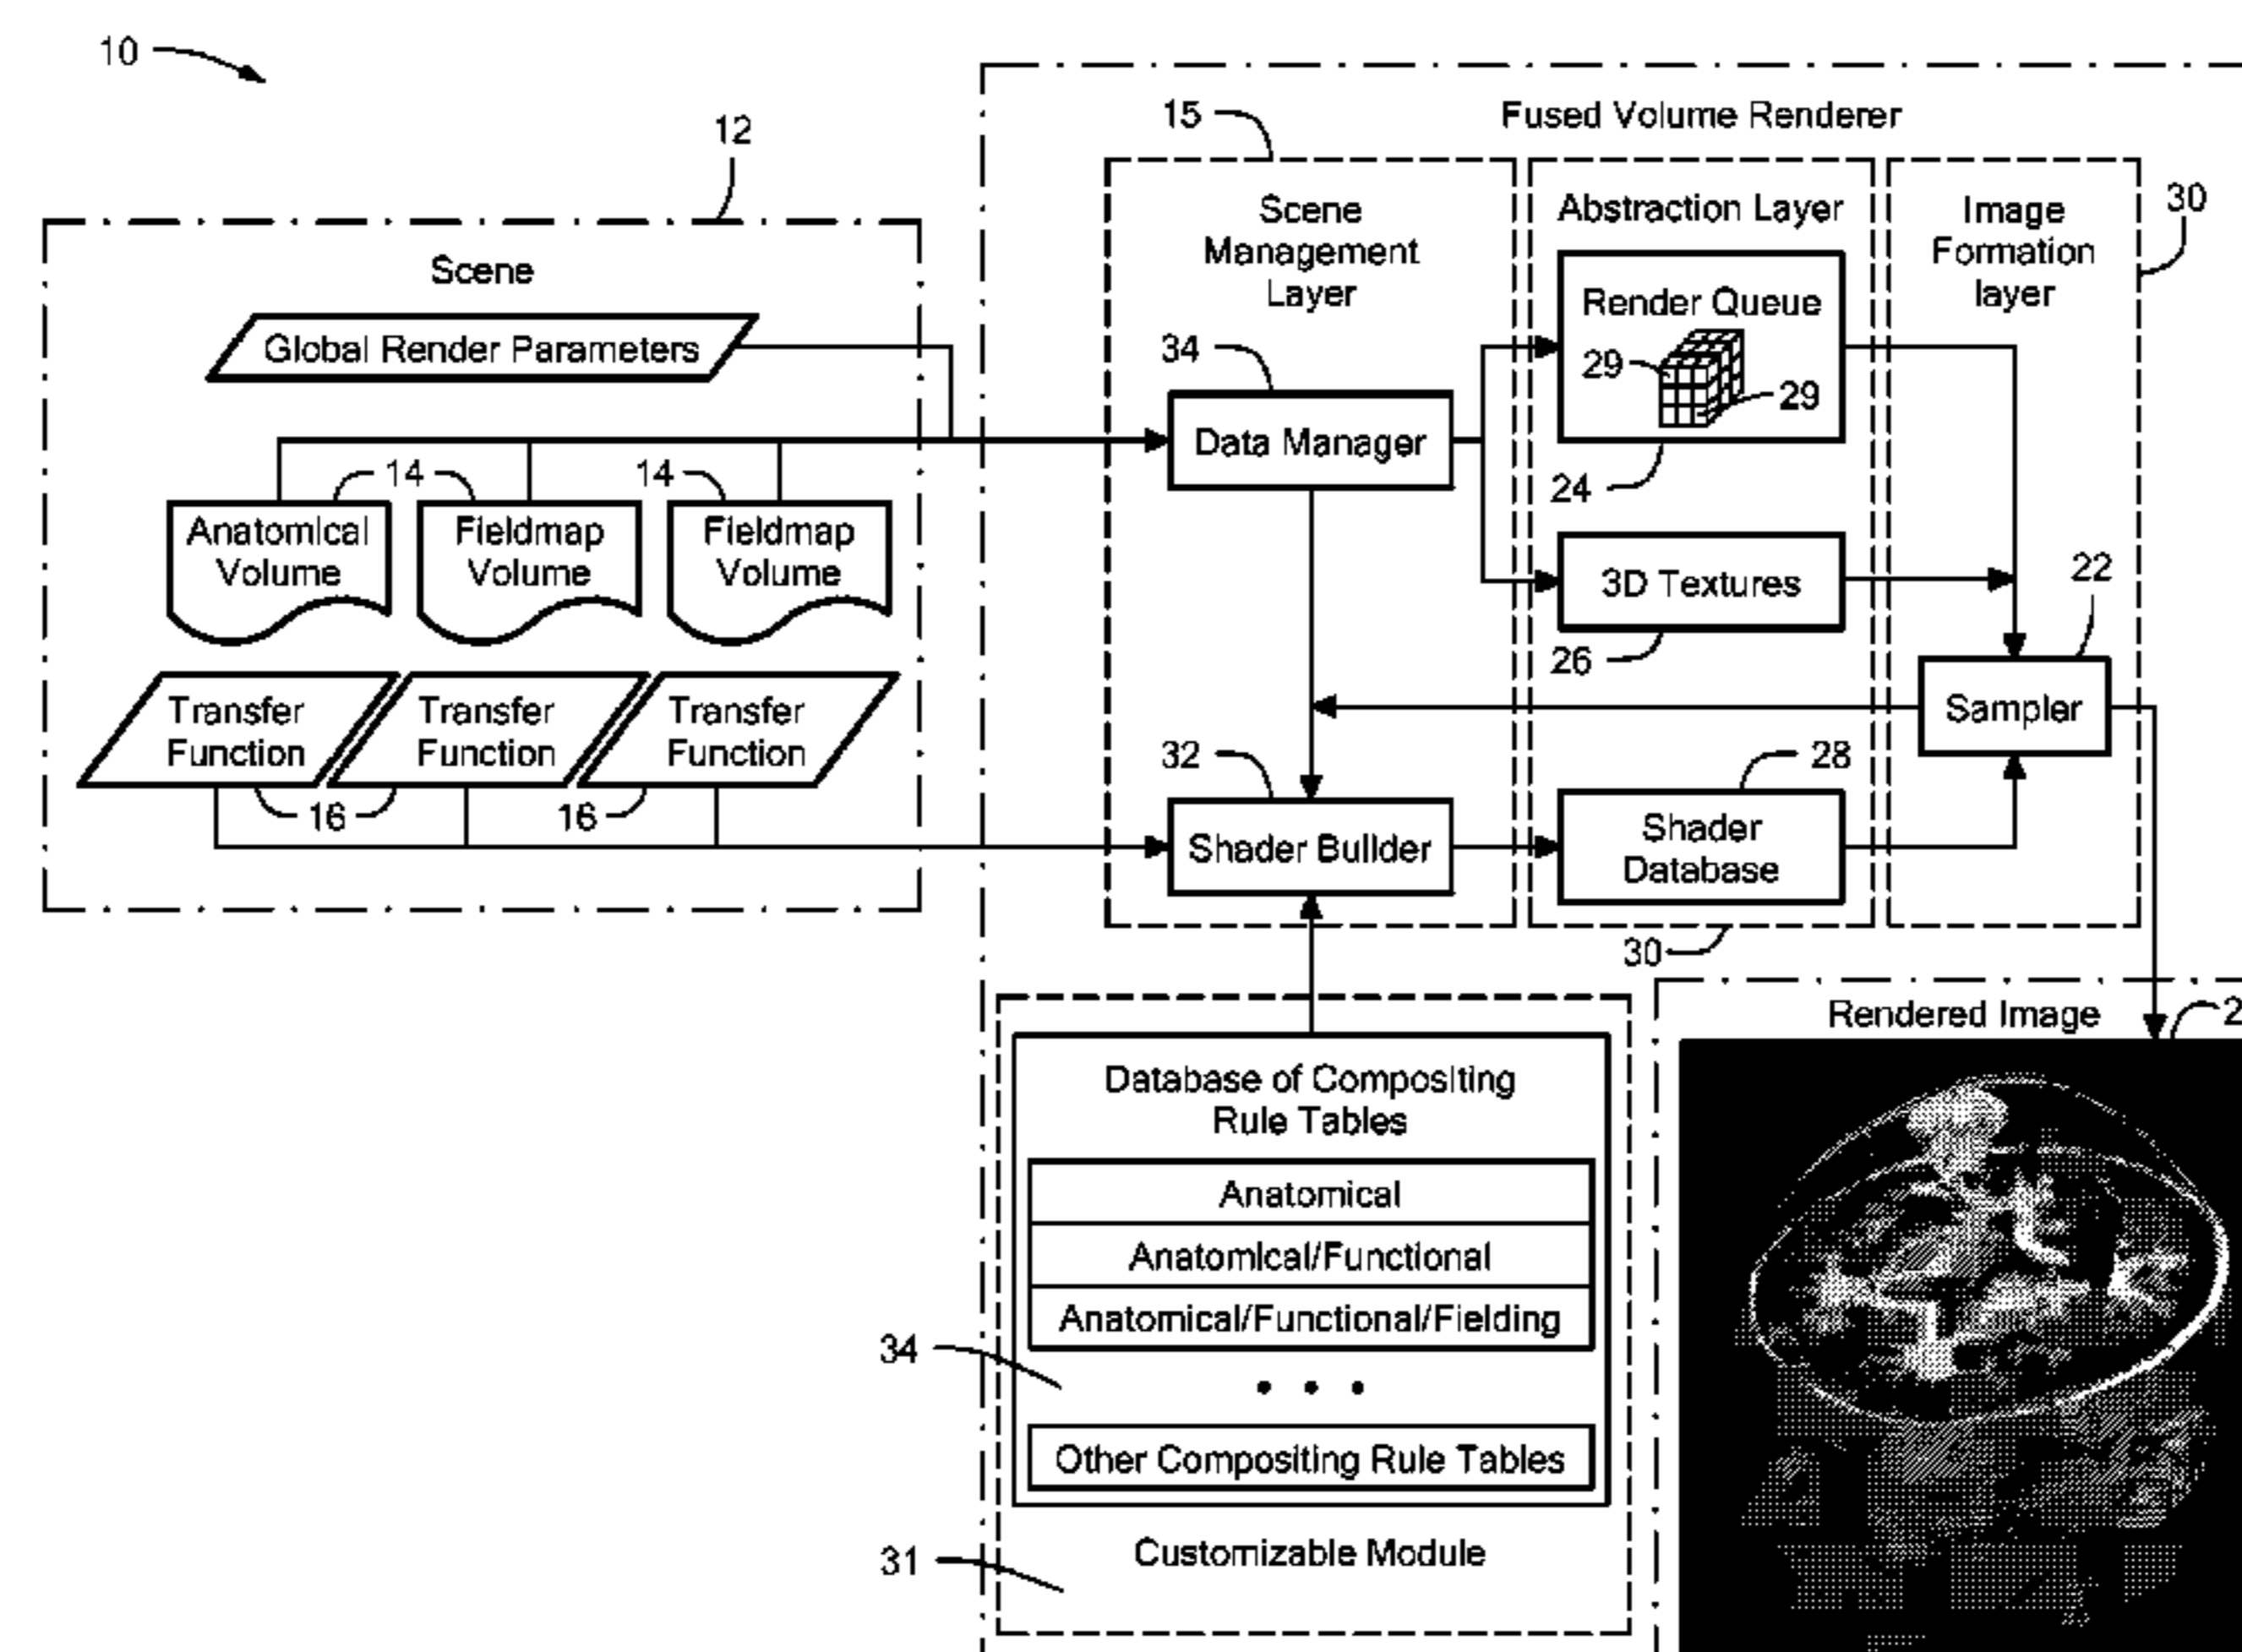 10
12
Scene
Global Render Parameters
14
14
Anatomical
Volume
Fieldmap
Volume
Fieldmap
Volume
Transfer
Function
Transfer
Function
Transfer
Function
16
16
Fused Volume Renderer
15
Scene
Management
Layer
34
Data Manager
32
Shader Builder
Abstraction Layer
Render Queue
29
29
24
3D Textures
26
28
Shader
Database
30
Image
Formation
layer
30
22
Sampler
Database of Compositing
Rule Tables
Anatomical
Anatomical/Functional
Anatomical/Functional/Fielding
34
• • •
Other Compositing Rule Tables
31
Customizable Module
Rendered Image